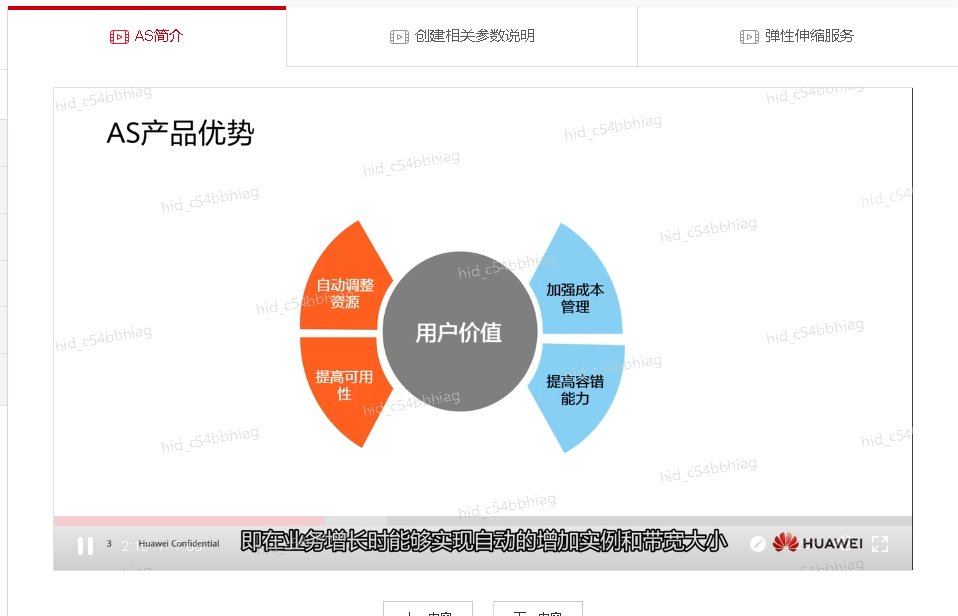 AS简介
创建相关参数说明
弹性伸缩服务
AS产品优势
自动调整
资源
提高可用
性
用户价值
加强成本
管理
提高容错
能力
3
Huawei Confidential
即在业务增长时能够实现自动的增加实例和带宽大小
HUAWEI
hid_c54bbhiag